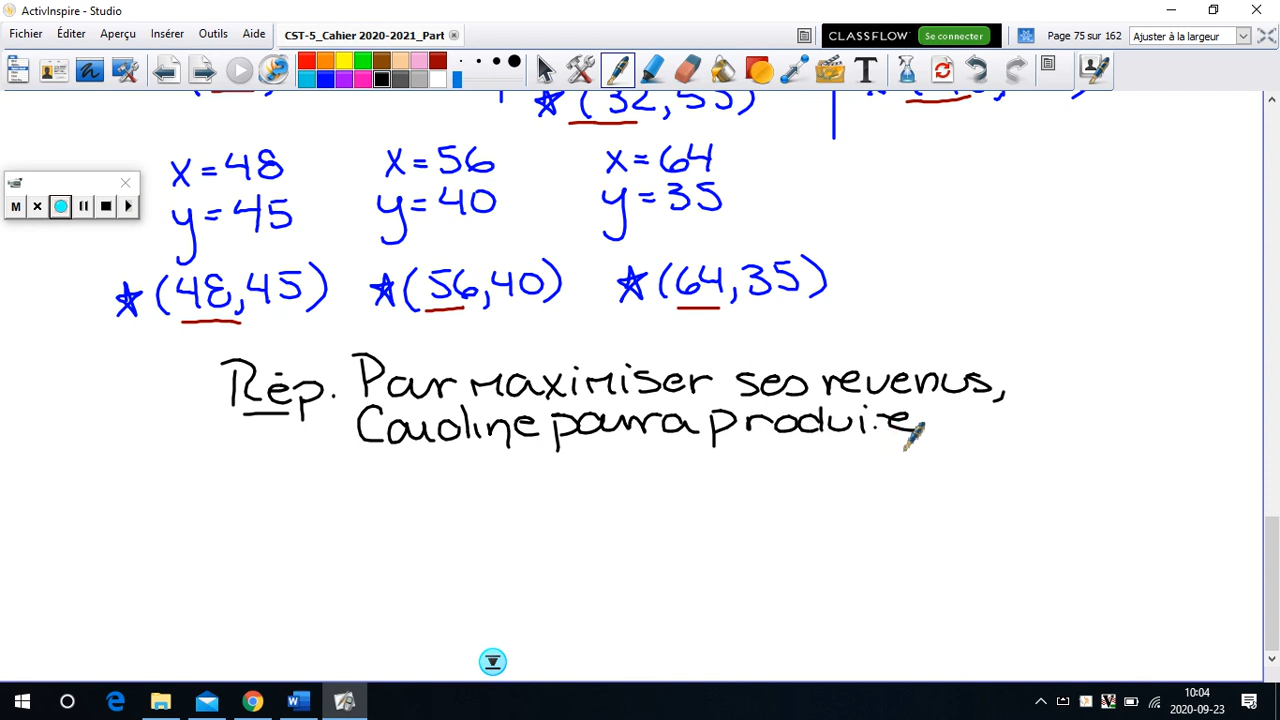 ActivInspire - Studio
Fichier Éditer Aperçu Insérer Outils Aide CST-5_Cahier 2020-2021_Part CLASSFLOW Se connecter Page 75 sur 162 Ajuster à la largeur
(32,55)
x=48 x=56 x=64
y=45 y=40 y=35
(48,45) (56,40) (64,35)
M
Rép. Par maximiser ses revenus,
Caroline pourra produire
10:04
2020-09-23